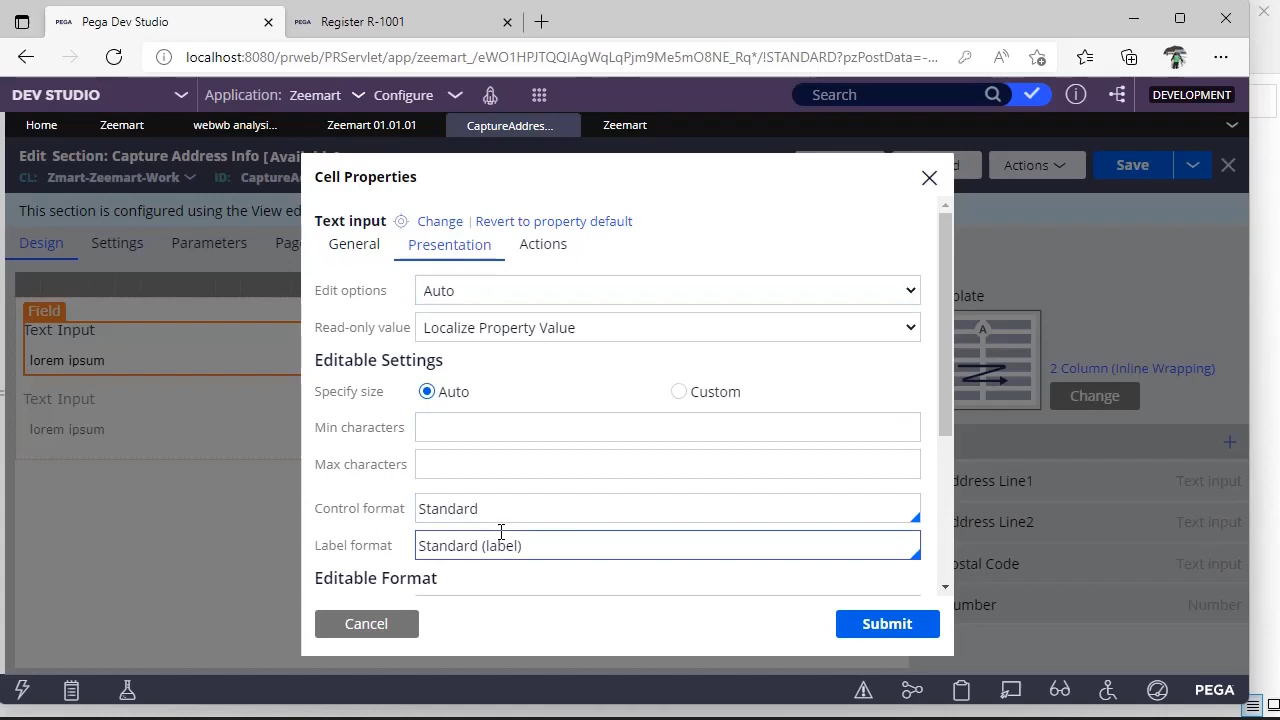 PEGA Pega Dev Studio
PEGA Register R-1001
localhost:8080/prweb/PRServlet/app/zeemart_/eWO1HPJTQQIAgWqLqPjm9Me5mO8NE_Rq*/!STANDARD?pzPostData=-...
DEV STUDIO
Application: Zeemart
Configure
Search
DEVELOPMENT
Home
Zeemart
webwb analysi...
Zeemart 01.01.01
CaptureAddres...
Zeemart
Edit Section: Capture Address Info
CL: Zmart-Zeemart-Work
ID:
Actions
Save
This section is configured using the View
Design
Settings
Parameters
Field
Text Input
lorem ipsum
Text Input
lorem ipsum
Cell Properties
Text input Change | Revert to property default
General
Presentation
Actions
Edit options Auto
Read-only value Localize Property Value
Editable Settings
Specify size Auto Custom
Min characters
Max characters
Control format Standard
Label format Standard (label)
Editable Format
Cancel
Submit
A
2 Column (Inline Wrapping)
Change
ddress Line1 Text input
ddress Line2 Text input
ostal Code Text input
umber Number
PEGA